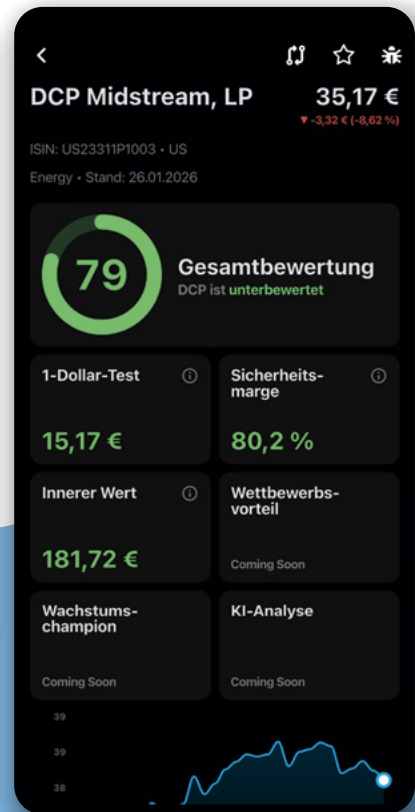 DCP Midstream, LP
35,17 €
▼ -3,32 € (-8,62 %)
ISIN: US23311P1003 • US
Energy • Stand: 26.01.2026
79
Gesamtbewertung
DCP ist unterbewertet
1-Dollar-Test
15,17 €
Sicherheits-
marge
80,2 %
Innerer Wert
181,72 €
Wettbewerbs-
vorteil
Coming Soon
Wachstums-
champion
Coming Soon
KI-Analyse
Coming Soon
39
39
38